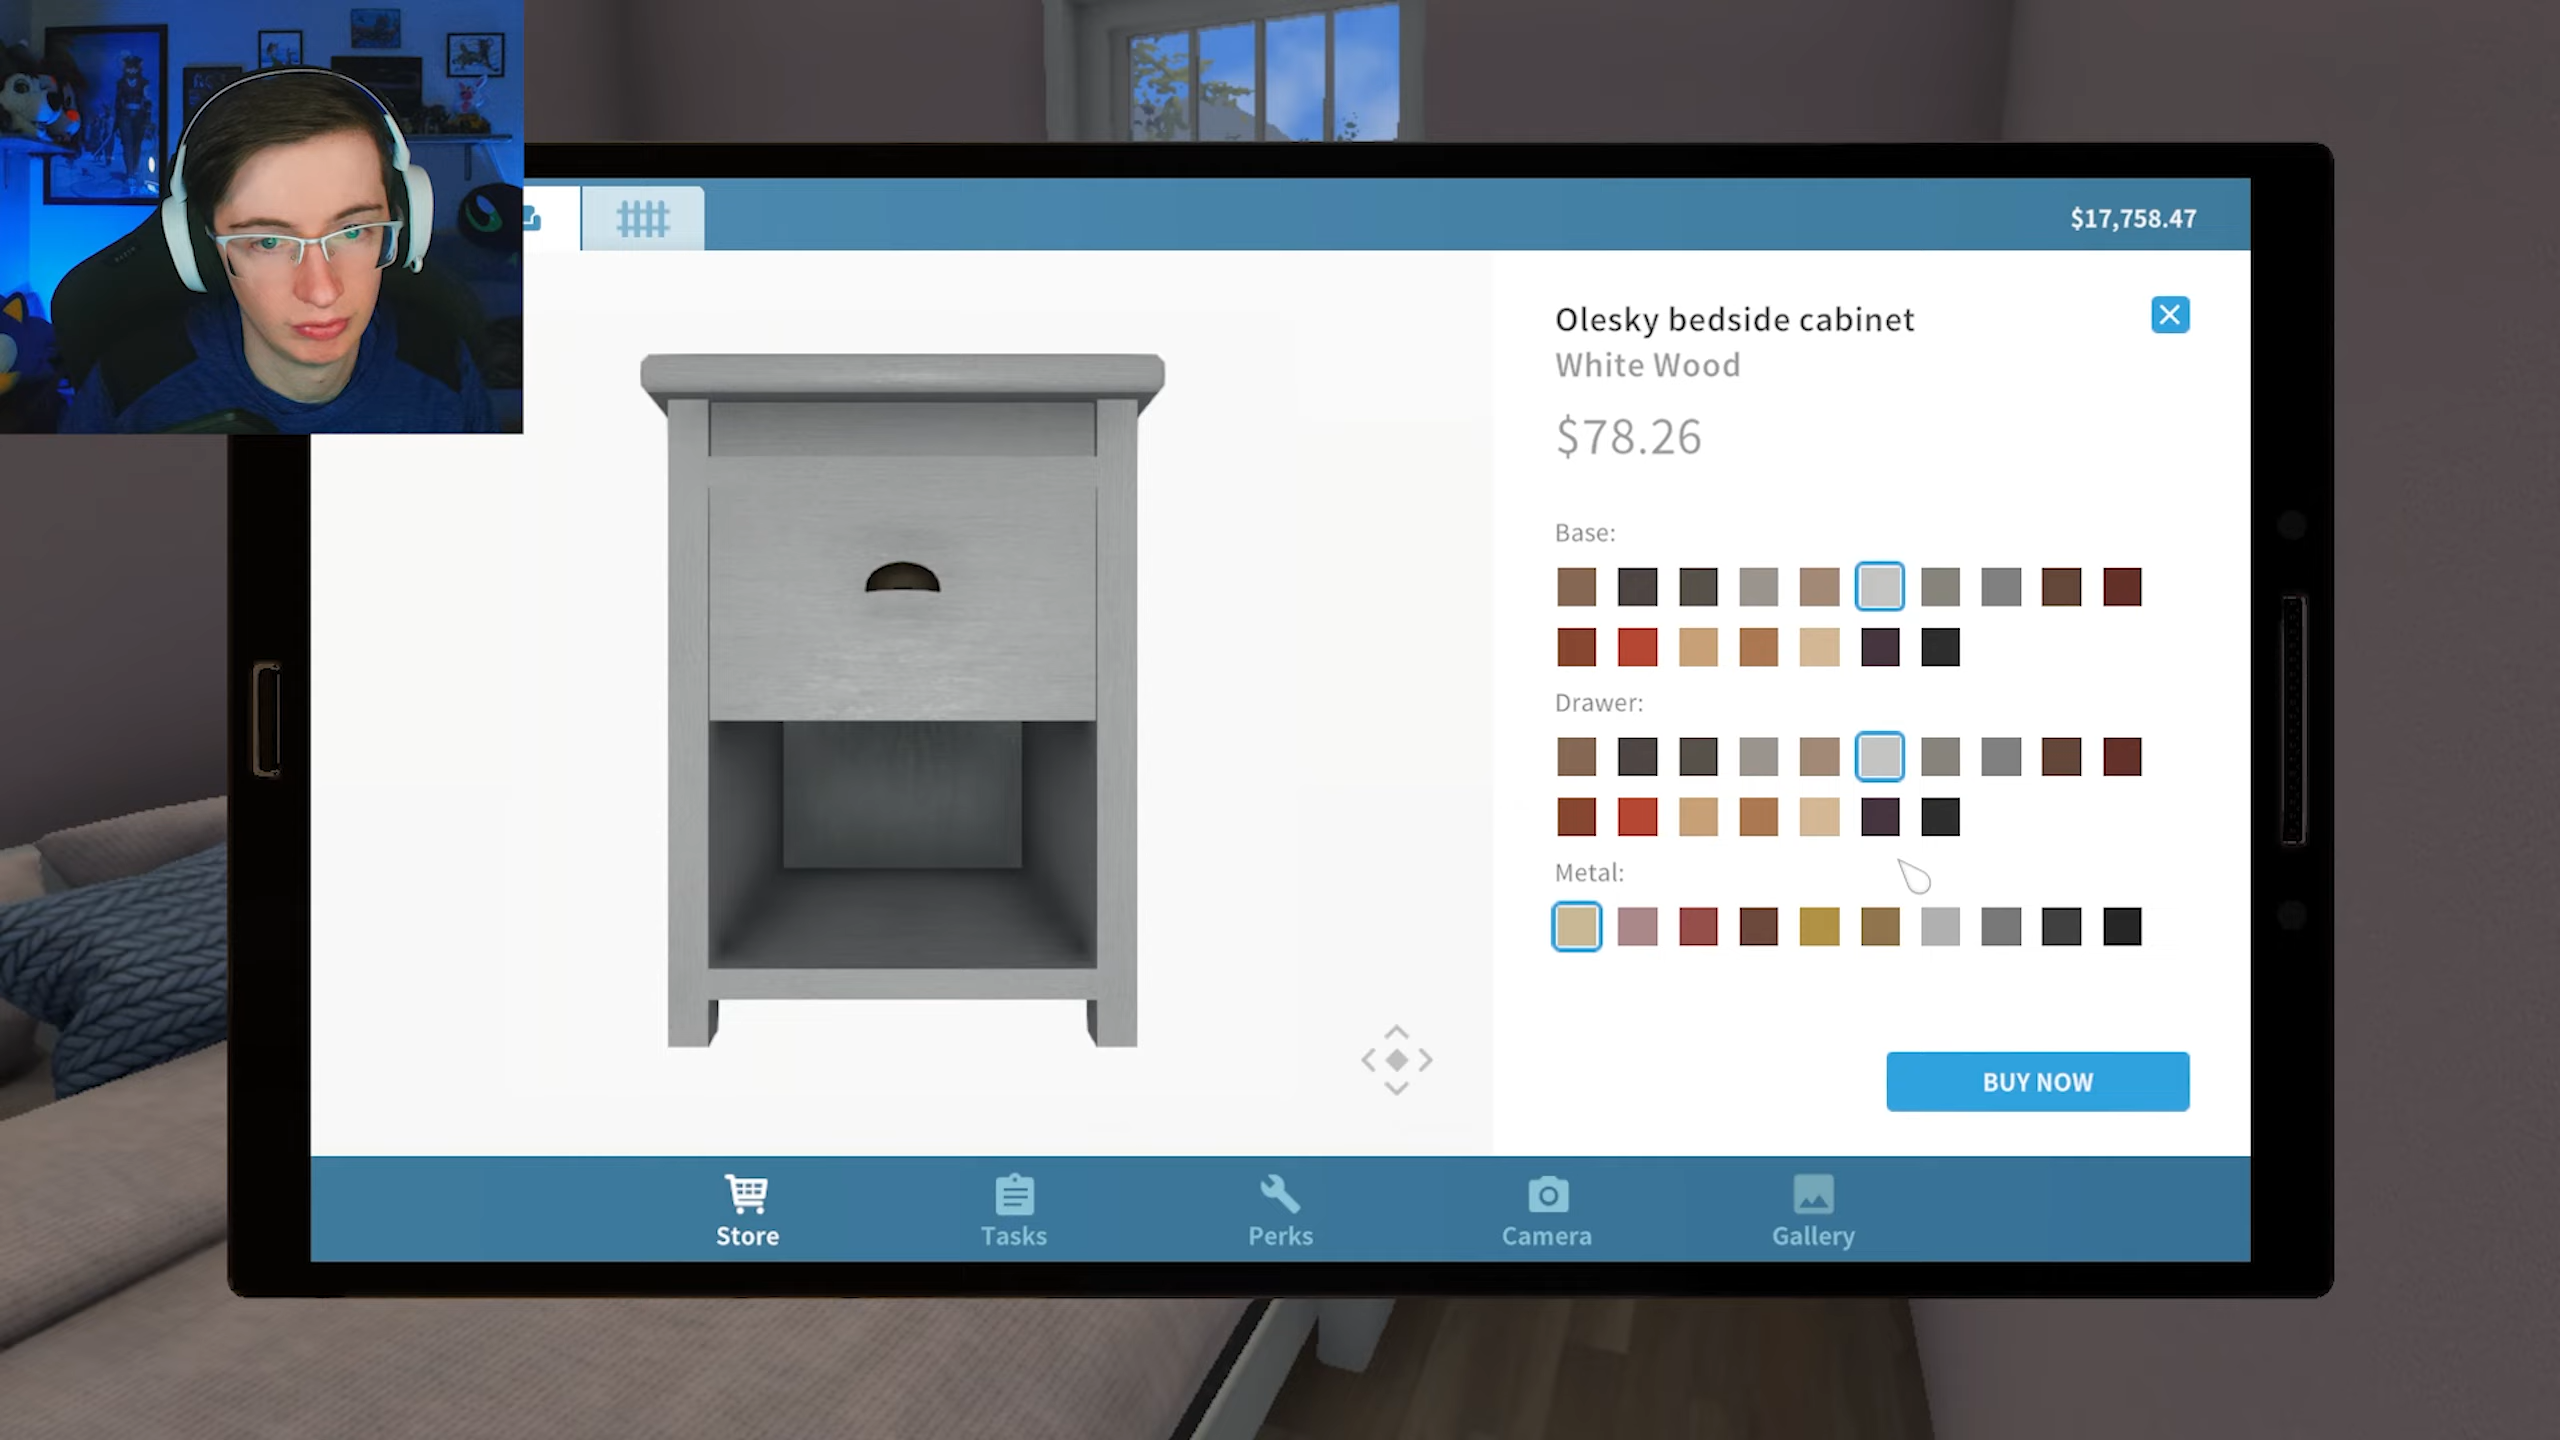 $17,758.47
Olesky bedside cabinet
White Wood
$78.26
Base:
Drawer:
Metal:
BUY NOW
Store
Tasks
Perks
Camera
Gallery